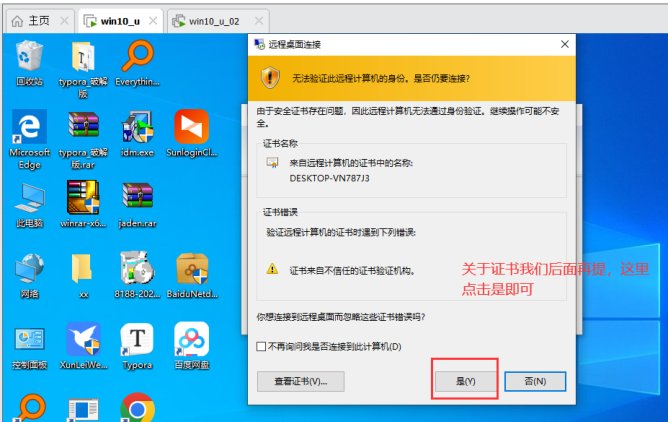 主页
win10_u
win10_u_02
回收站
typora_破解
版
Everythin...
Microsoft
Edge
typora_破解
版.rar
idm.exe
SunloginCl...
此电脑
winrar-x6...
jaden.rar
网络
xx
8188-202...
BaiduNetd...
控制面板
XunLeiWe...
Typora
百度网盘
远程桌面连接
无法验证此远程计算机的身份。是否仍要连接?
由于安全证书存在问题，因此远程计算机无法通过身份验证。继续操作可能不安
全。
证书名称
来自远程计算机的证书中的名称:
DESKTOP-VN787J3
证书错误
验证远程计算机的证书时遇到下列错误:
证书来自不信任的证书验证机构。
关于证书我们后面再提，这里
点击是即可
你想连接到远程桌面而忽略这些证书错误吗?
不再询问我是否连接到此计算机(D)
查看证书(V)...
是(Y)
否(N)